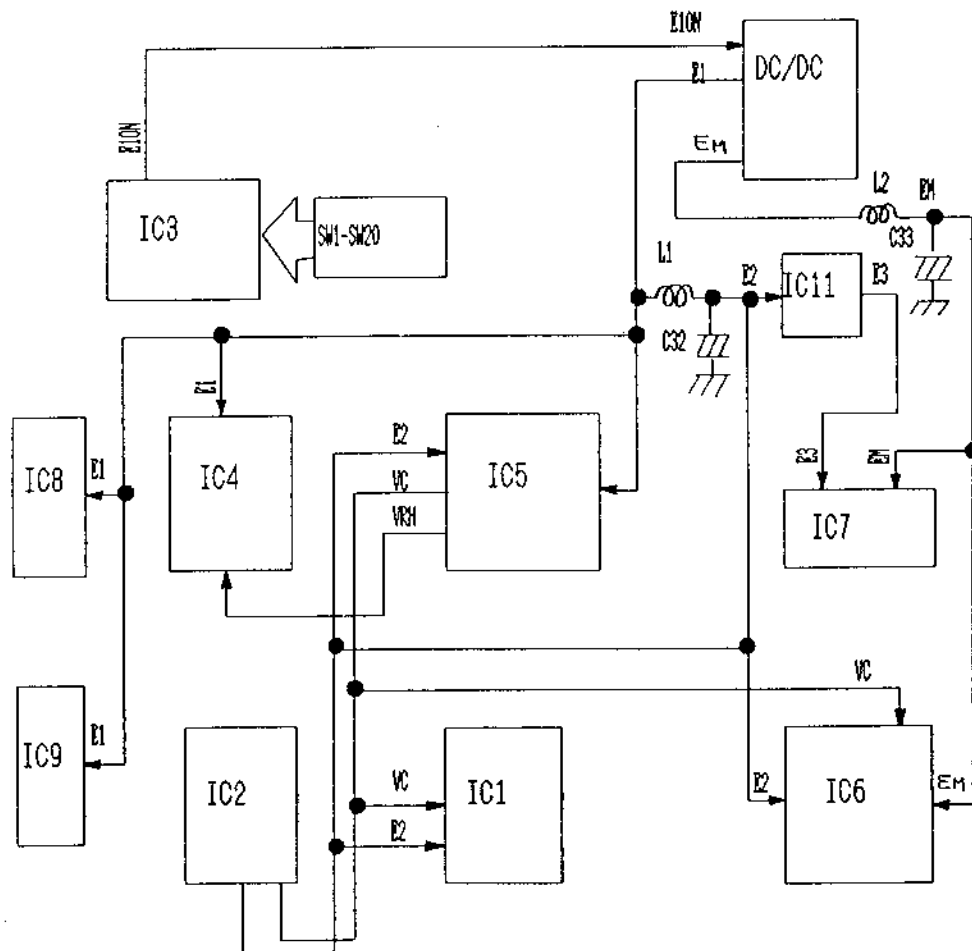 E1ON
DC/DC
E1
EM
E1ON
L2
EM
IC3
SW1-SW20
C33
L1
E2
IC11
E3
C32
E1
E2
IC8
E1
IC4
VC
IC5
E3
EM
VRH
IC7
VC
IC9
E1
IC2
VC
IC1
E2
IC6
EM
E2